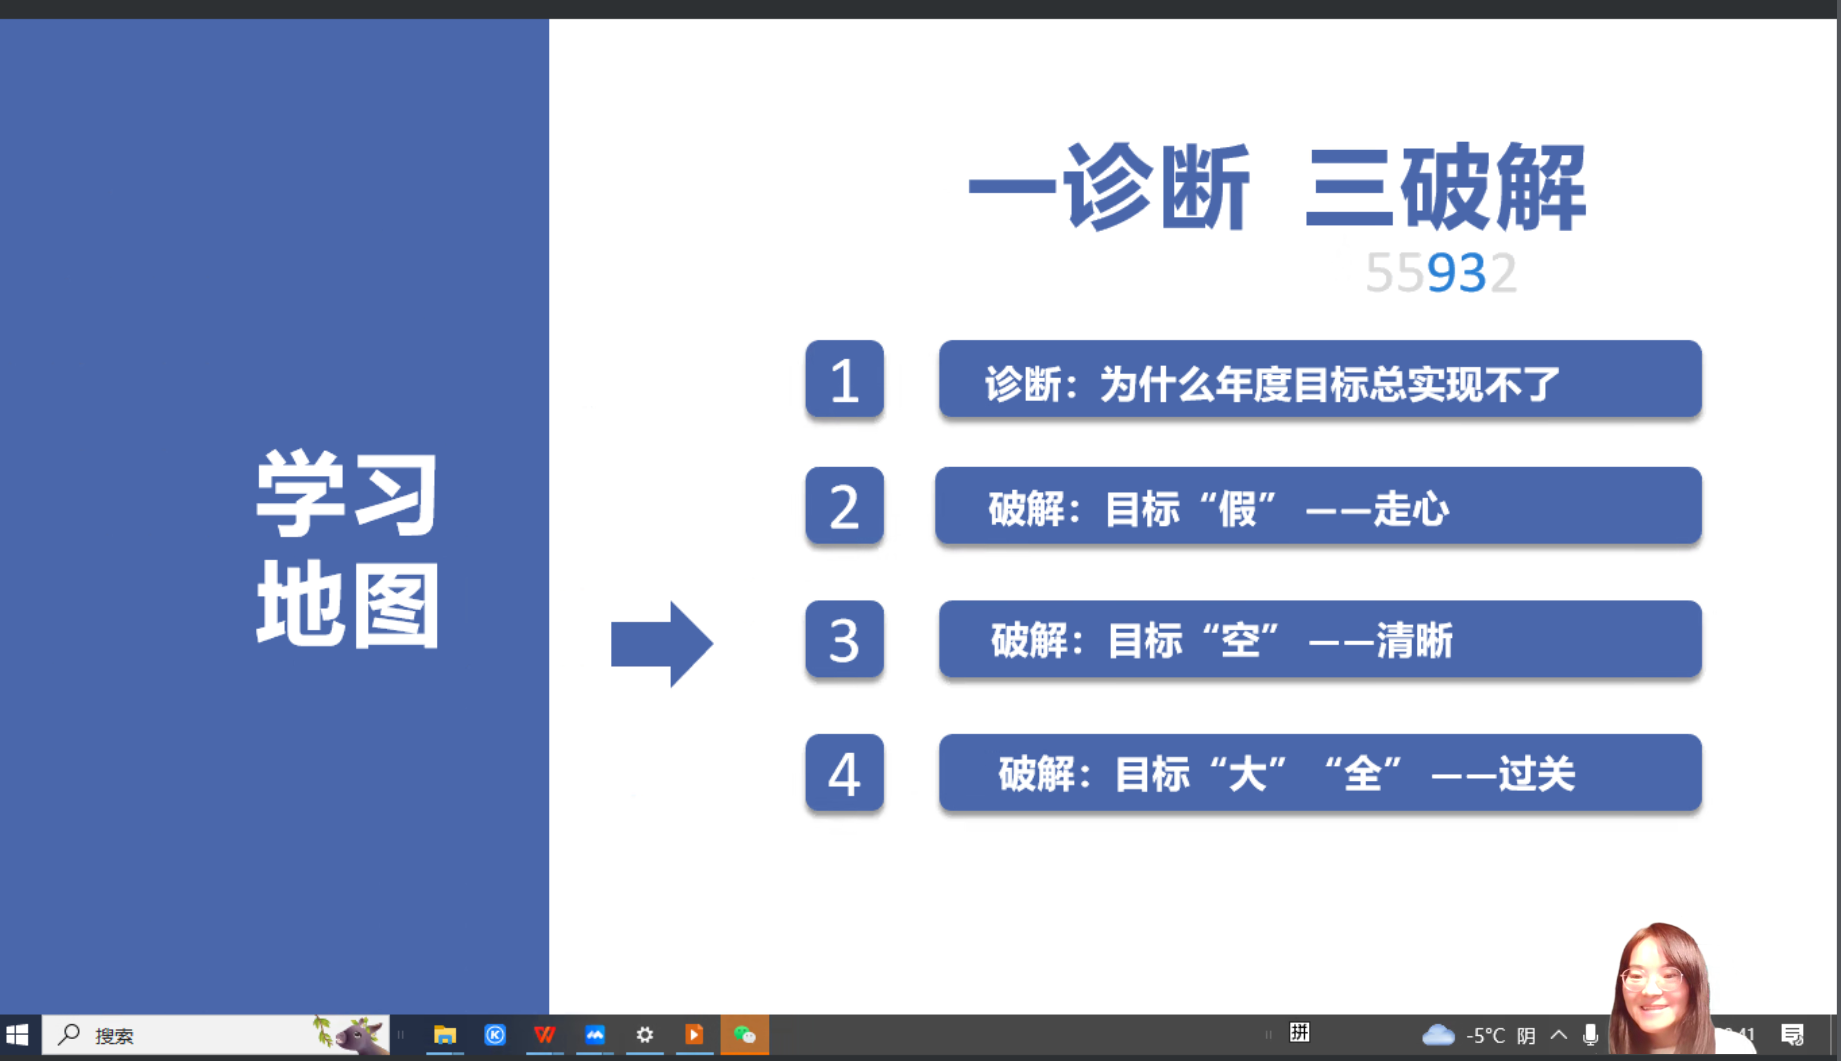 一诊断 三破解
55932
学习
地图
1
诊断：为什么年度目标总实现不了
2
破解：目标“假” ——走心
3
破解：目标“空” ——清晰
4
破解：目标“大” “全” ——过关
搜索
拼
-5°C 阴